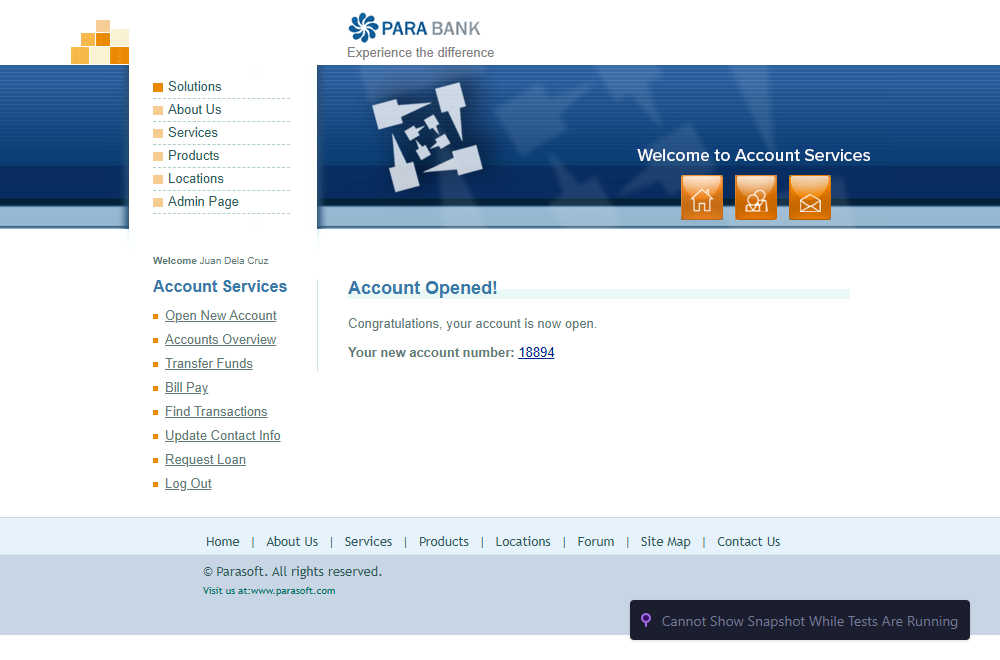 PARA BANK
Experience the difference
Solutions
About Us
Services
Products
Locations
Admin Page
Welcome to Account Services
Welcome Juan Dela Cruz
Account Services
Open New Account
Accounts Overview
Transfer Funds
Bill Pay
Find Transactions
Update Contact Info
Request Loan
Log Out
Account Opened!
Congratulations, your account is now open.
Your new account number: 18894
Home | About Us | Services | Products | Locations | Forum | Site Map | Contact Us
© Parasoft. All rights reserved.
Visit us at:www.parasoft.com
Cannot Show Snapshot While Tests Are Running